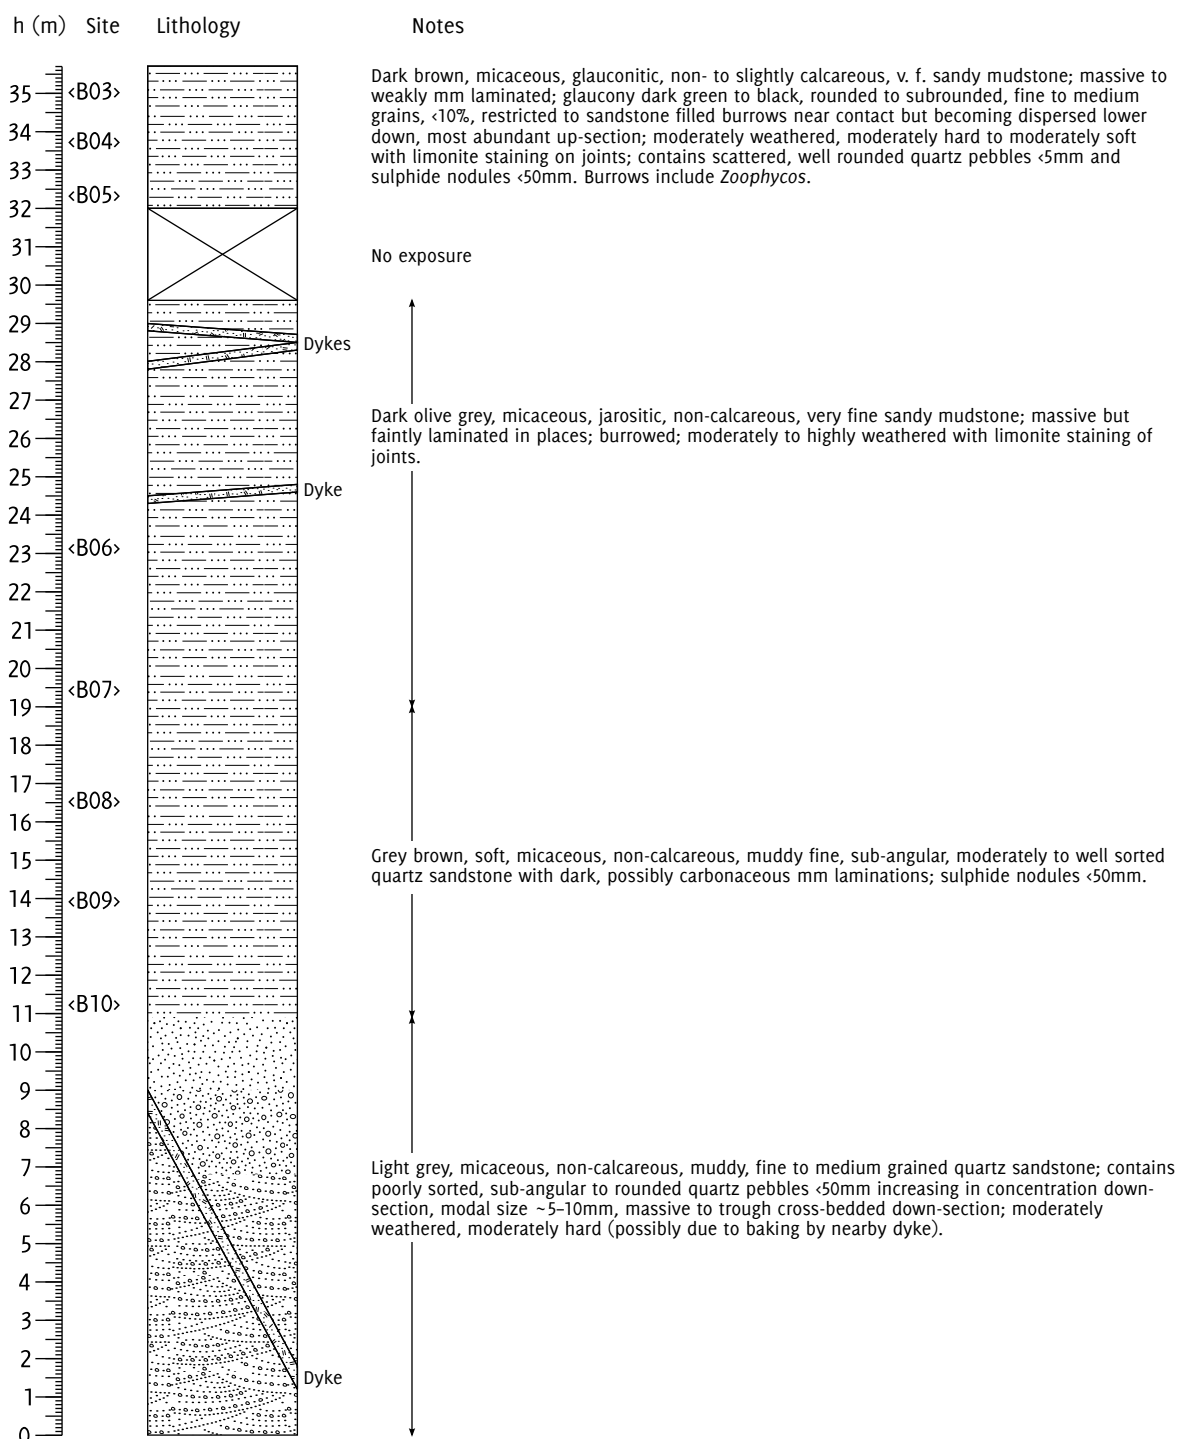 h (m) Site Lithology Notes
Dark brown, micaceous, glauconitic, non- to slightly calcareous, v. f. sandy mudstone; massive to
weakly mm laminated; glaucony dark green to black, rounded to subrounded, fine to medium
grains, <10%, restricted to sandstone filled burrows near contact but becoming dispersed lower
down, most abundant up-section; moderately weathered, moderately hard to moderately soft
with limonite staining on joints; contains scattered, well rounded quartz pebbles <5mm and
sulphide nodules <50mm. Burrows include Zoophycos.
35 <B03>
34 <B04>
33
<B05>
32
31
No exposure
30
29
Dykes
28
27
Dark olive grey, micaceous, jarositic, non-calcareous, very fine sandy mudstone; massive but
faintly laminated in places; burrowed; moderately to highly weathered with limonite staining of
joints.
26
25
Dyke
24
23 <B06>
22
21
20
<B07>
19
18
17
<B08>
16
15
Grey brown, soft, micaceous, non-calcareous, muddy fine, sub-angular, moderately to well sorted
quartz sandstone with dark, possibly carbonaceous mm laminations; sulphide nodules <50mm.
14 <B09>
13
12
<B10>
11
10
9
8
7
Light grey, micaceous, non-calcareous, muddy, fine to medium grained quartz sandstone; contains
poorly sorted, sub-angular to rounded quartz pebbles <50mm increasing in concentration down-
section, modal size ~5–10mm, massive to trough cross-bedded down-section; moderately
weathered, moderately hard (possibly due to baking by nearby dyke).
6
5
4
3
2
Dyke
1
0